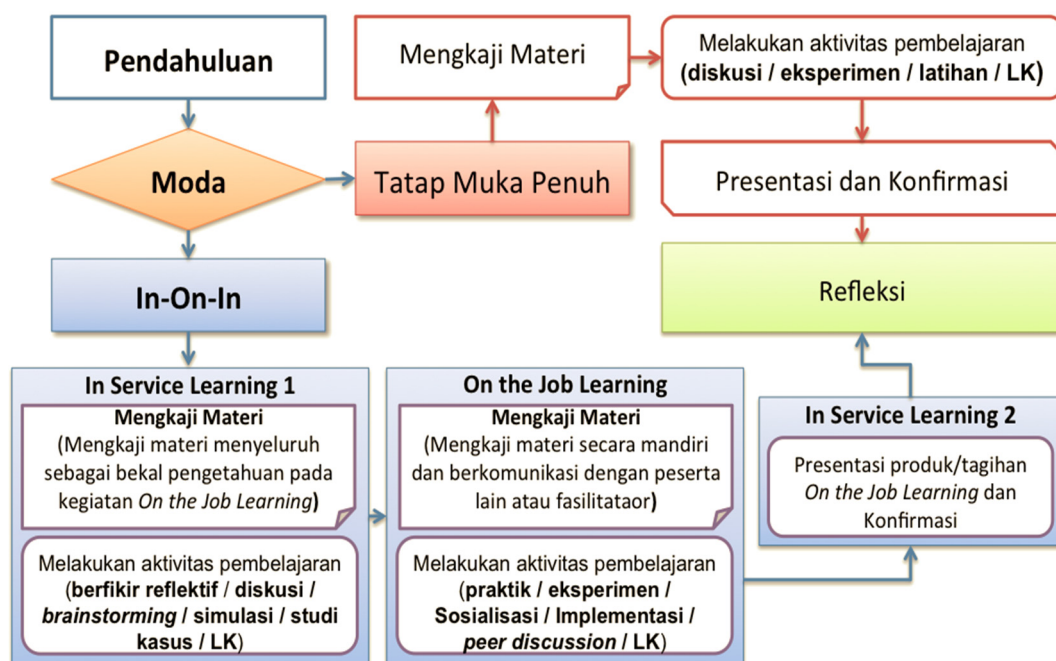 Pendahuluan
Moda
Tatap Muka Penuh
Mengkaji Materi
Melakukan aktivitas pembelajaran
(diskusi / eksperimen / latihan / LK)
Presentasi dan Konfirmasi
Refleksi
In-On-In
In Service Learning 1
Mengkaji Materi
(Mengkaji materi menyeluruh
sebagai bekal pengetahuan pada
kegiatan On the Job Learning)
Melakukan aktivitas pembelajaran
(berfikir reflektif / diskusi /
brainstorming / simulasi / studi
kasus / LK)
On the Job Learning
Mengkaji Materi
(Mengkaji materi secara mandiri
dan berkomunikasi dengan peserta
lain atau fasilitataor)
Melakukan aktivitas pembelajaran
(praktik / eksperimen /
Sosialisasi / Implementasi /
peer discussion / LK)
In Service Learning 2
Presentasi produk/tagihan
On the Job Learning dan
Konfirmasi